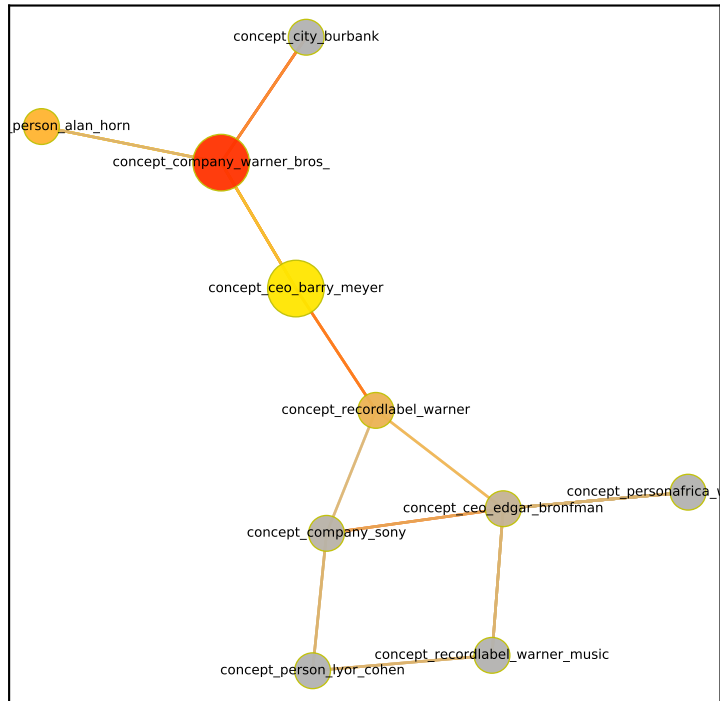 concept_city_burbank
_person_alan_horn
concept_company_warner_bros_
concept_ceo_barry_meyer
concept_recordlabel_warner
concept_personafrica_
concept_ceo_edgar_bronfman
concept_company_sony
concept_recordlabel_warner_music
concept_person_lyor_cohen